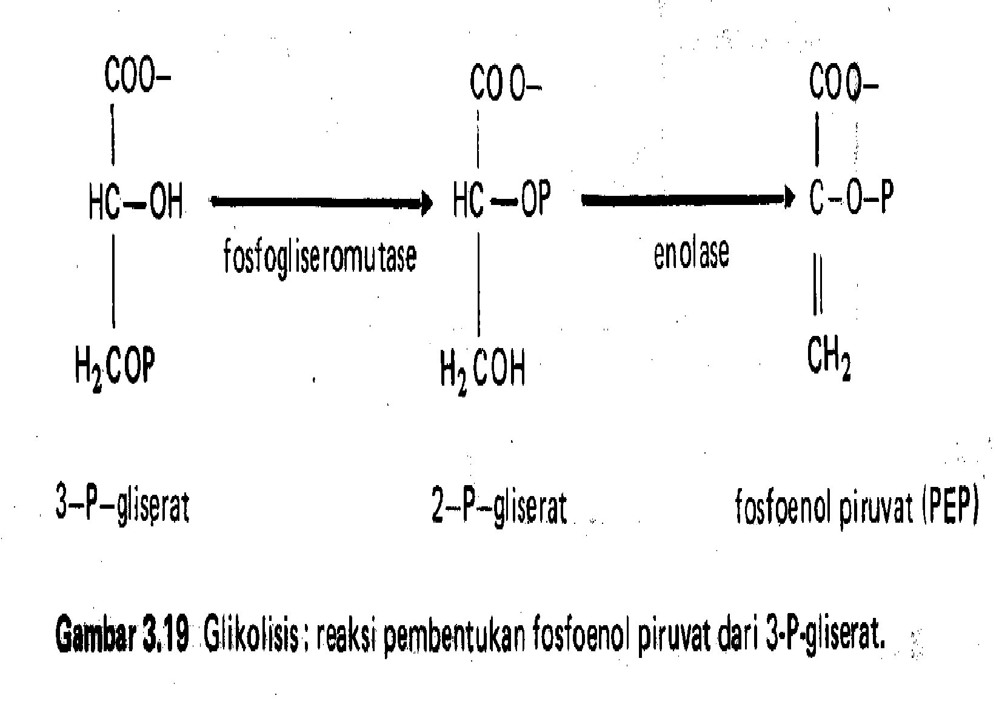 COO– COO– COO–
HC–OH HC–OP C–O–P
fosfogliseromutase enolase
H₂COP H₂COH CH₂
3–P–gliserat 2–P–gliserat fosfoenol piruvat (PEP)
Gambar 3.19 Glikolisis : reaksi pembentukan fosfoenol piruvat dari 3-P-gliserat.